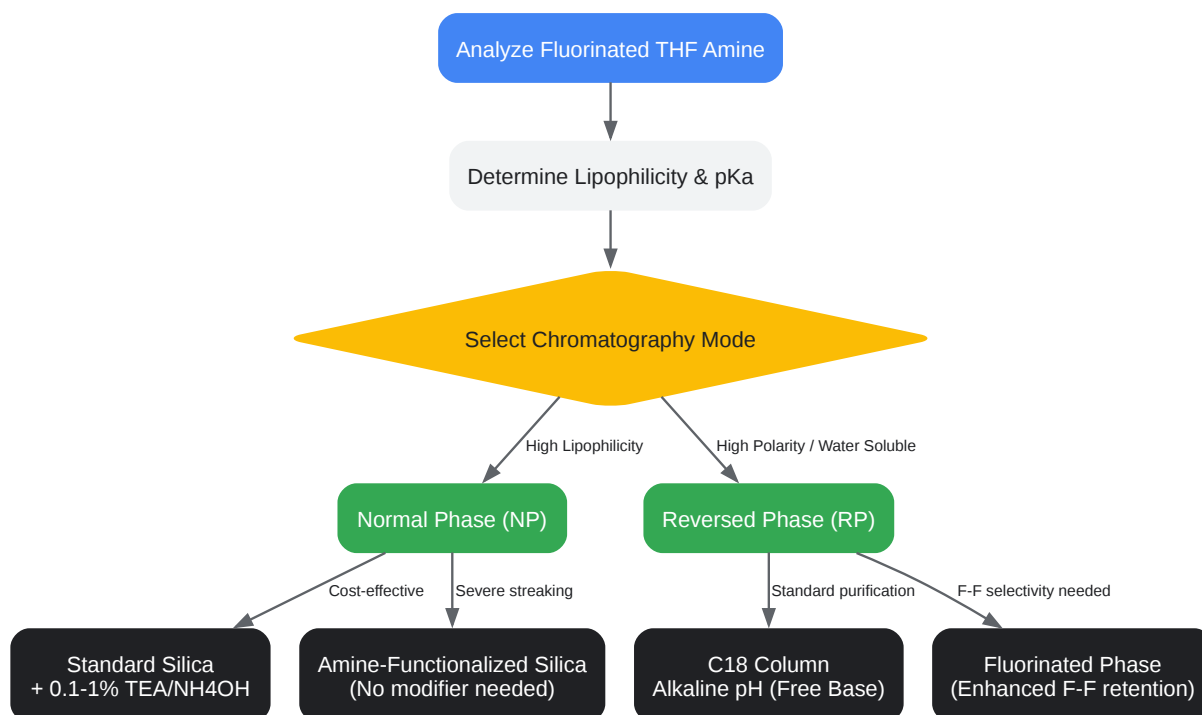 Analyze Fluorinated THF Amine
Determine Lipophilicity & pKa
Select Chromatography Mode
High Lipophilicity
High Polarity / Water Soluble
Normal Phase (NP)
Reversed Phase (RP)
Cost-effective
Severe streaking
Standard purification
F-F selectivity needed
Standard Silica
+ 0.1-1% TEA/NH4OH
Amine-Functionalized Silica
(No modifier needed)
C18 Column
Alkaline pH (Free Base)
Fluorinated Phase
(Enhanced F-F retention)